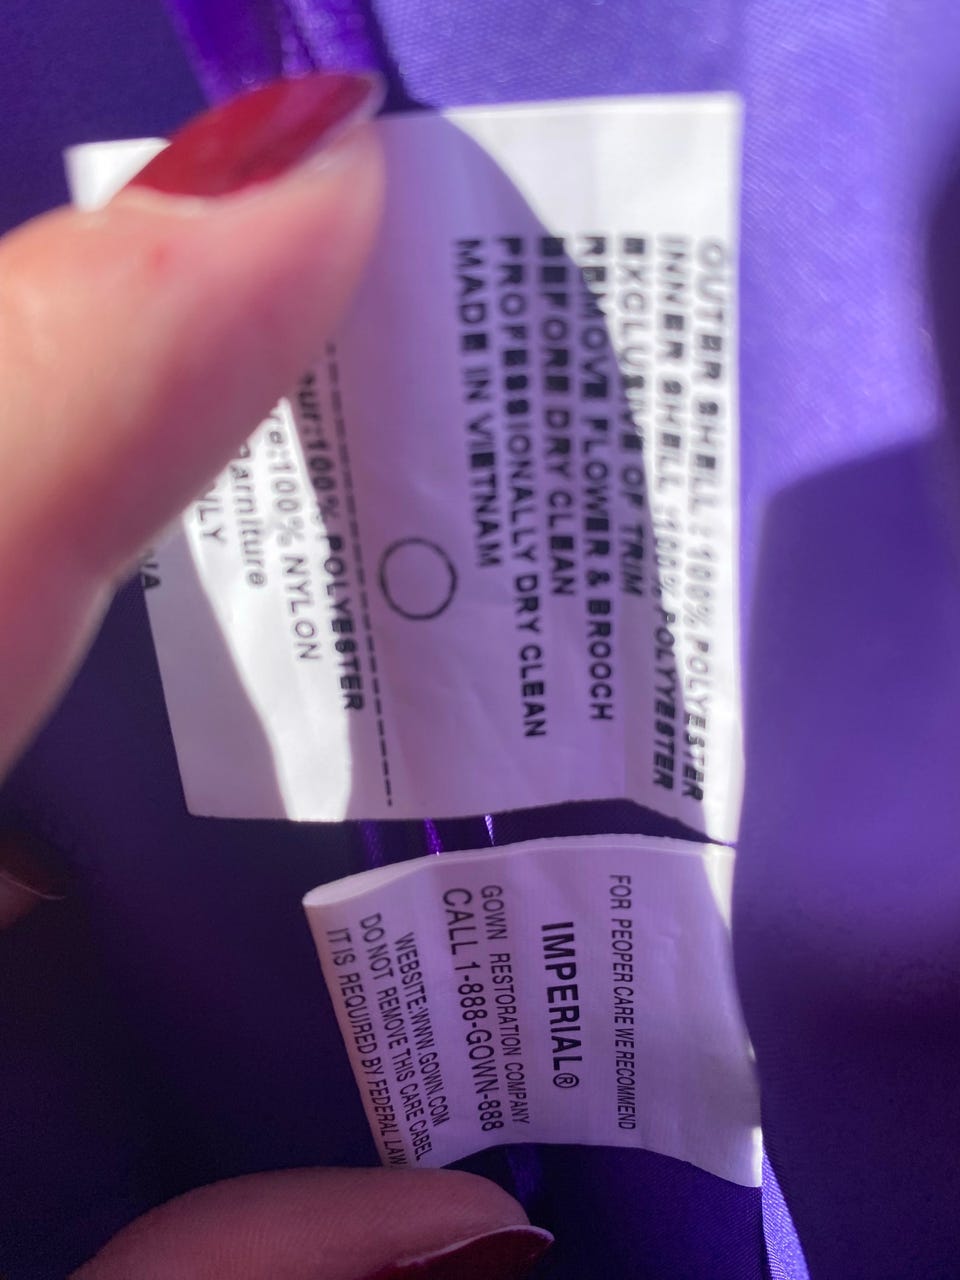 OUTER SHELL : 100% POLYESTER
INNER SHELL :100% POLYYESTER
EXCLUSIVE OF TRIM
REMOVE FLOWER & BROOCH
BEFORE DRY CLEAN
PROFESSIONALLY DRY CLEAN
MADE IN VIETNAM
100% POLYESTER
100% NYLON
FOR PEOPER CARE WE RECOMMEND
IMPERIAL®
GOWN RESTORATION COMPANY
CALL 1-888-GOWN-888
WEBSITE:WWW.GOWN.COM
DO NOT REMOVE THIS CARE CABEL
IT IS REQUIRED BY FEDERAL LAW